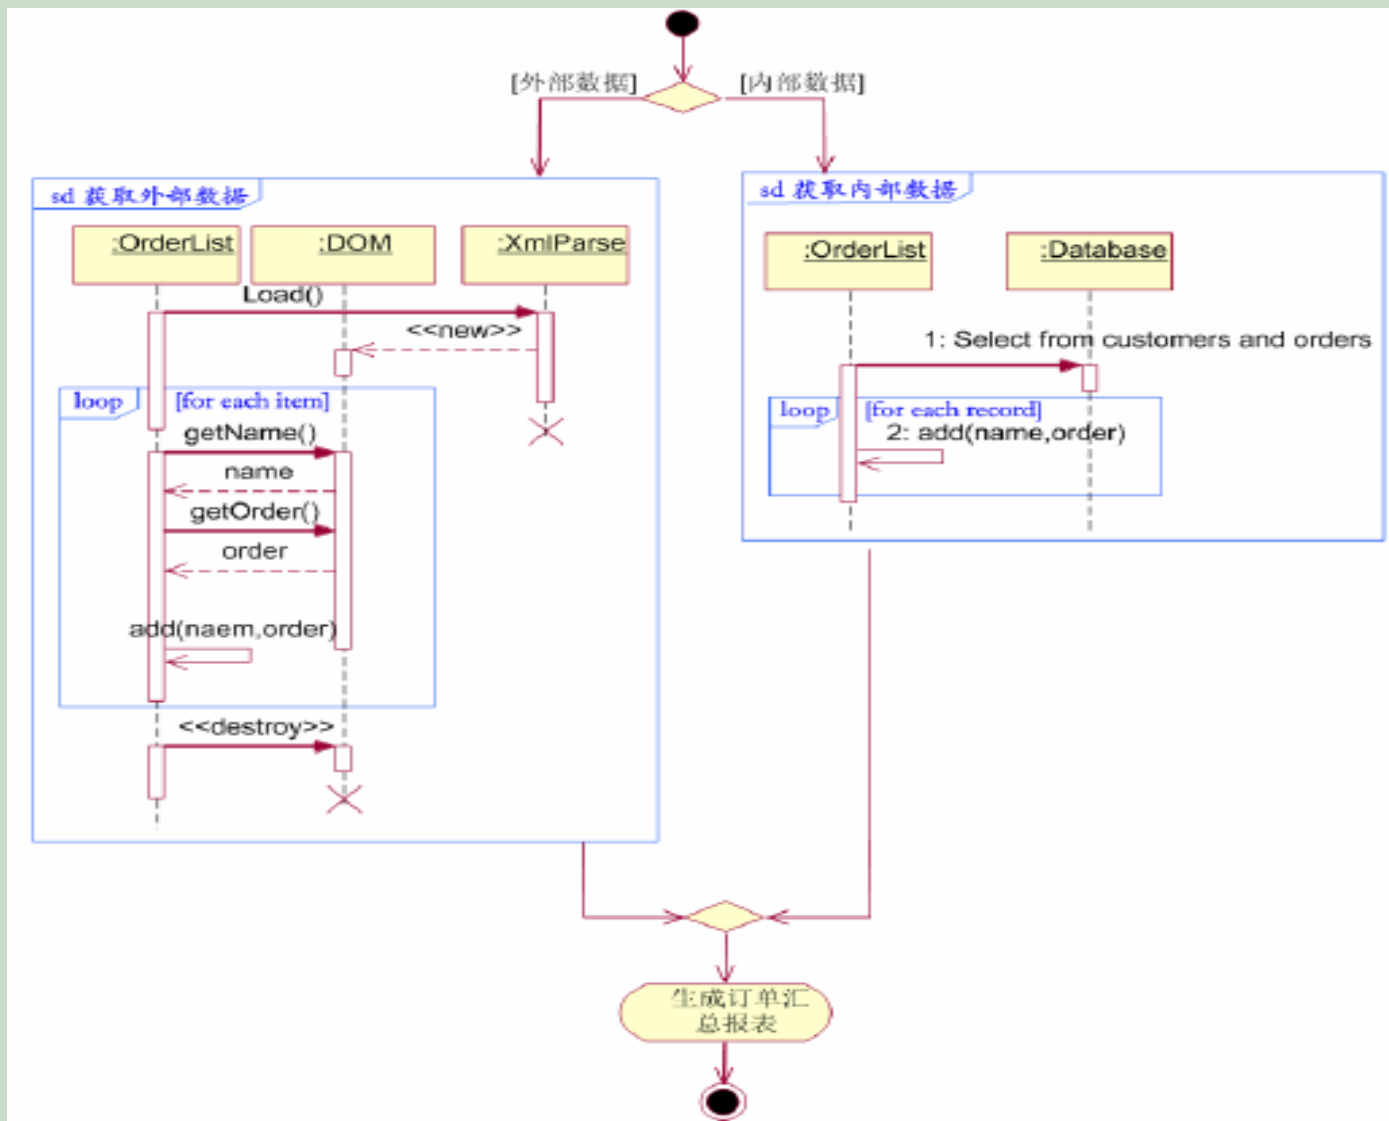 [外部数据]
[内部数据]
sd 获取外部数据
:OrderList
:DOM
:XmlParse
Load()
<<new>>
loop
[for each item]
getName()
name
getOrder()
order
add(naem,order)
<<destroy>>
sd 获取内部数据
:OrderList
:Database
1: Select from customers and orders
loop
[for each record]
2: add(name,order)
生成订单汇
总报表